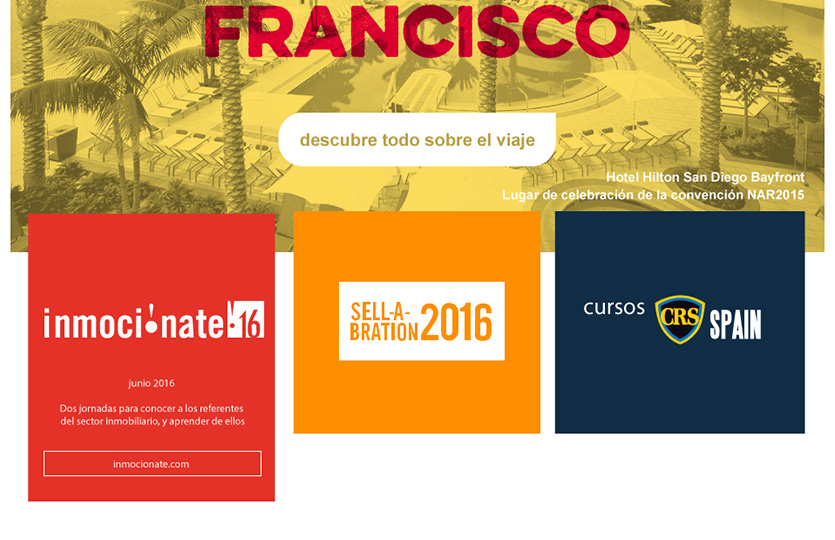 FRANCISCO
descubre todo sobre el viaje
Hotel Hilton San Diego Bayfront
Lugar de celebración de la convención NAR2015
inmoci!nate!16
junio 2016
Dos jornadas para conocer a los referentes
del sector inmobiliario, y aprender de ellos
inmocionate.com
SELL-A-
BRATION 2016
cursos CRS SPAIN